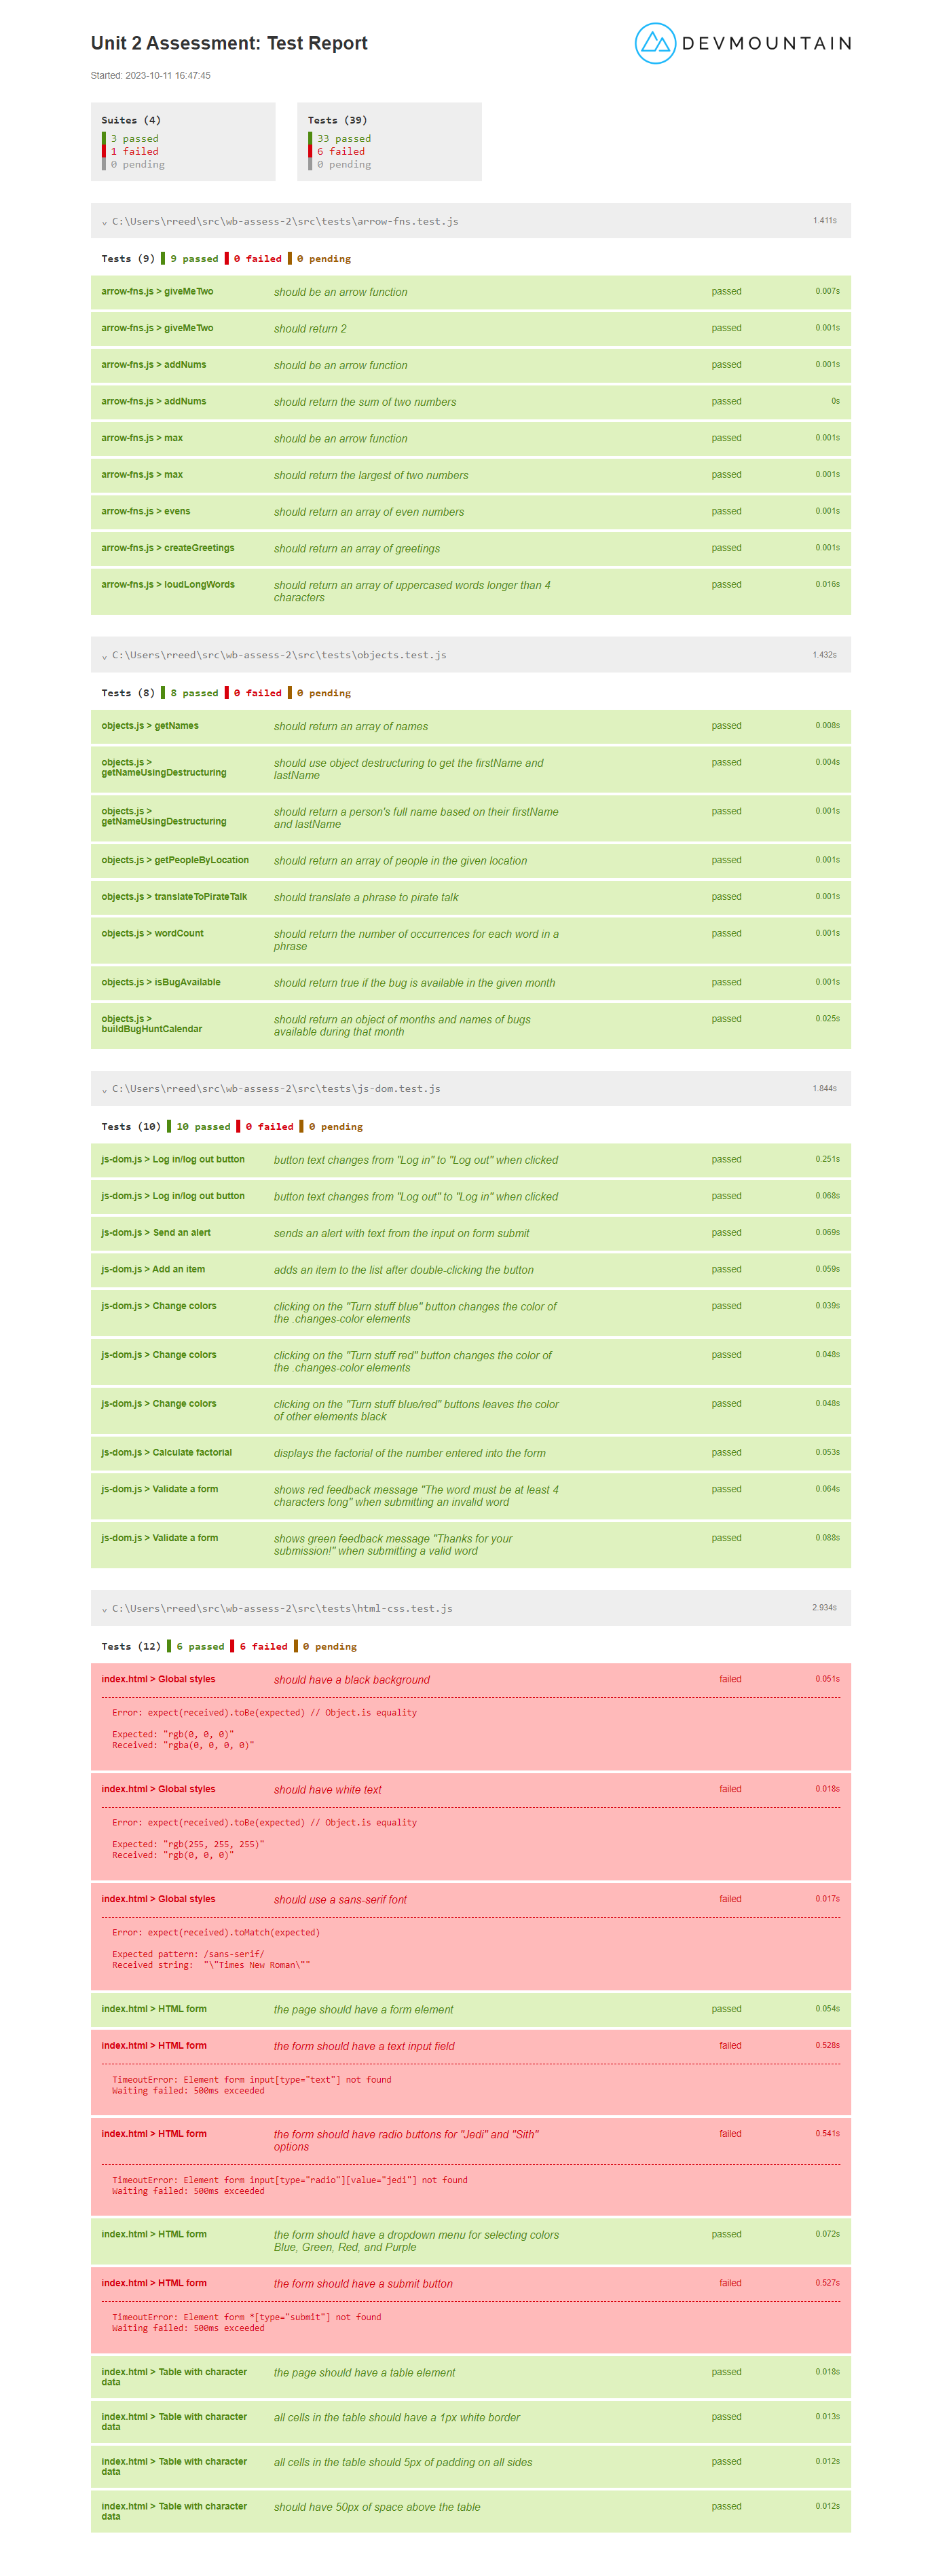 Unit 2 Assessment: Test Report
DEVMOUNTAIN
Started: 2023-10-11 16:47:45
Suites (4)
3 passed
1 failed
0 pending
Tests (39)
33 passed
6 failed
0 pending
C:\Users\rreed\src\wb-assess-2\src\tests\arrow-fns.test.js 1.411s
Tests (9) 9 passed 0 failed 0 pending
arrow-fns.js > giveMeTwo should be an arrow function passed 0.007s
arrow-fns.js > giveMeTwo should return 2 passed 0.001s
arrow-fns.js > addNums should be an arrow function passed 0.001s
arrow-fns.js > addNums should return the sum of two numbers passed 0s
arrow-fns.js > max should be an arrow function passed 0.001s
arrow-fns.js > max should return the largest of two numbers passed 0.001s
arrow-fns.js > evens should return an array of even numbers passed 0.001s
arrow-fns.js > createGreetings should return an array of greetings passed 0.001s
arrow-fns.js > loudLongWords should return an array of uppercased words longer than 4 passed 0.016s
characters
C:\Users\rreed\src\wb-assess-2\src\tests\objects.test.js 1.432s
Tests (8) 8 passed 0 failed 0 pending
objects.js > getNames should return an array of names passed 0.008s
objects.js > should use object destructuring to get the firstName and passed 0.004s
getNameUsingDestructuring lastName
objects.js > should return a person's full name based on their firstName passed 0.001s
getNameUsingDestructuring and lastName
objects.js > getPeopleByLocation should return an array of people in the given location passed 0.001s
objects.js > translateToPirateTalk should translate a phrase to pirate talk passed 0.001s
objects.js > wordCount should return the number of occurrences for each word in a passed 0.001s
phrase
objects.js > isBugAvailable should return true if the bug is available in the given month passed 0.001s
objects.js > should return an object of months and names of bugs passed 0.025s
buildBugHuntCalendar available during that month
C:\Users\rreed\src\wb-assess-2\src\tests\js-dom.test.js 1.844s
Tests (10) 10 passed 0 failed 0 pending
js-dom.js > Log in/log out button button text changes from "Log in" to "Log out" when clicked passed 0.251s
js-dom.js > Log in/log out button button text changes from "Log out" to "Log in" when clicked passed 0.068s
js-dom.js > Send an alert sends an alert with text from the input on form submit passed 0.069s
js-dom.js > Add an item adds an item to the list after double-clicking the button passed 0.059s
js-dom.js > Change colors clicking on the "Turn stuff blue" button changes the color of passed 0.039s
the .changes-color elements
js-dom.js > Change colors clicking on the "Turn stuff red" button changes the color of passed 0.048s
the .changes-color elements
js-dom.js > Change colors clicking on the "Turn stuff blue/red" buttons leaves the color passed 0.048s
of other elements black
js-dom.js > Calculate factorial displays the factorial of the number entered into the form passed 0.053s
js-dom.js > Validate a form shows red feedback message "The word must be at least 4 passed 0.064s
characters long" when submitting an invalid word
js-dom.js > Validate a form shows green feedback message "Thanks for your passed 0.088s
submission!" when submitting a valid word
C:\Users\rreed\src\wb-assess-2\src\tests\html-css.test.js 2.934s
Tests (12) 6 passed 6 failed 0 pending
index.html > Global styles should have a black background failed 0.051s
Error: expect(received).toBe(expected) // Object.is equality
Expected: "rgb(0, 0, 0)"
Received: "rgba(0, 0, 0, 0)"
index.html > Global styles should have white text failed 0.018s
Error: expect(received).toBe(expected) // Object.is equality
Expected: "rgb(255, 255, 255)"
Received: "rgb(0, 0, 0)"
index.html > Global styles should use a sans-serif font failed 0.017s
Error: expect(received).toMatch(expected)
Expected pattern: /sans-serif/
Received string: "\"Times New Roman\""
index.html > HTML form the page should have a form element passed 0.054s
index.html > HTML form the form should have a text input field failed 0.528s
TimeoutError: Element form input[type="text"] not found
Waiting failed: 500ms exceeded
index.html > HTML form the form should have radio buttons for "Jedi" and "Sith" failed 0.541s
options
TimeoutError: Element form input[type="radio"][value="jedi"] not found
Waiting failed: 500ms exceeded
index.html > HTML form the form should have a dropdown menu for selecting colors passed 0.072s
Blue, Green, Red, and Purple
index.html > HTML form the form should have a submit button failed 0.527s
TimeoutError: Element form *[type="submit"] not found
Waiting failed: 500ms exceeded
index.html > Table with character the page should have a table element passed 0.018s
data
index.html > Table with character all cells in the table should have a 1px white border passed 0.013s
data
index.html > Table with character all cells in the table should 5px of padding on all sides passed 0.012s
data
index.html > Table with character should have 50px of space above the table passed 0.012s
data